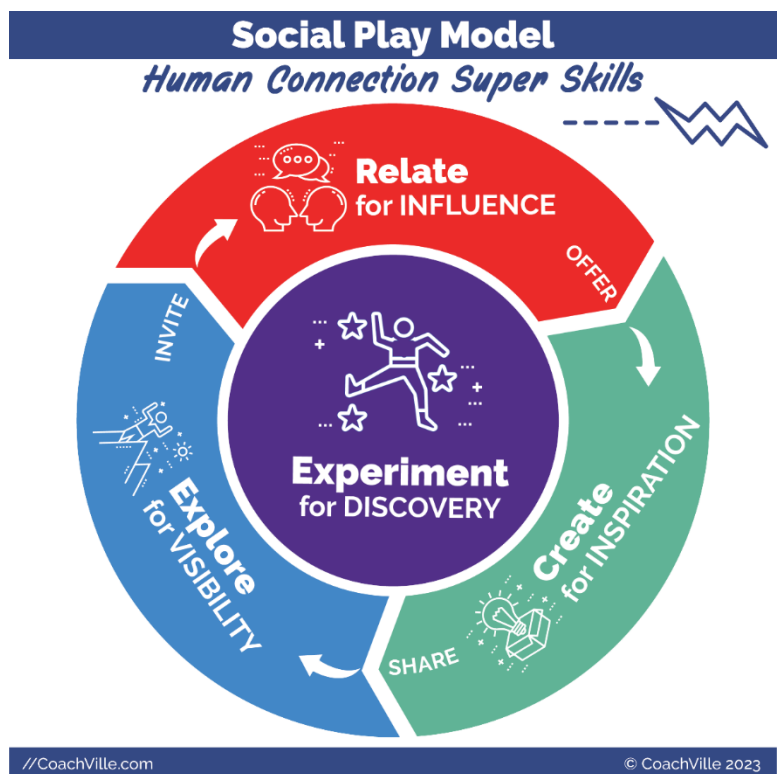 Social Play Model
Human Connection Super Skills
Relate
for INFLUENCE
OFFER
Create
for INSPIRATION
SHARE
Explore
for VISIBILITY
INVITE
Experiment
for DISCOVERY
//CoachVille.com
© CoachVille 2023